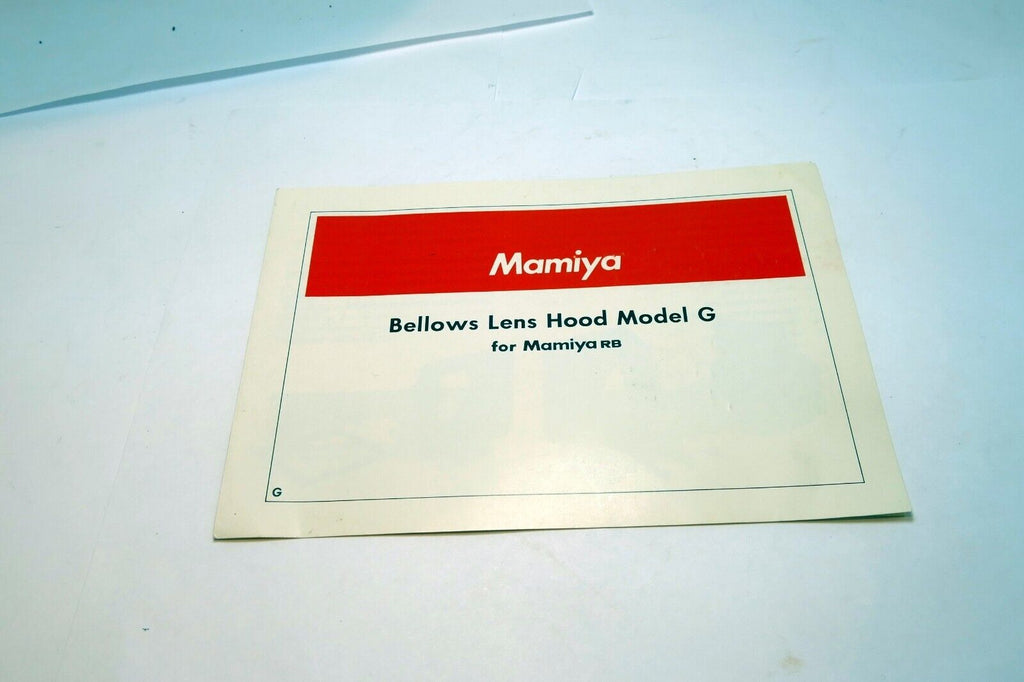 Mamiya
Bellows Lens Hood Model G
for Mamiya RB
G